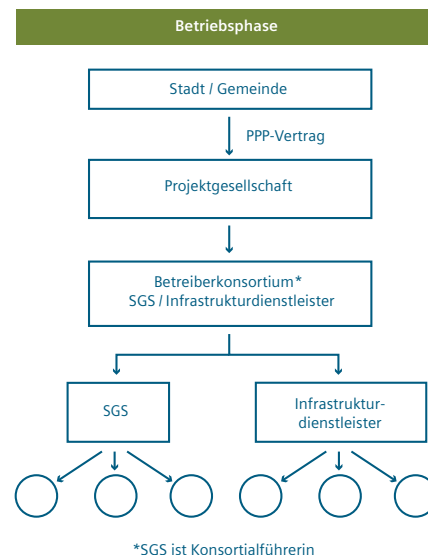 Betriebsphase
Stadt / Gemeinde
PPP-Vertrag
Projektgesellschaft
Betreiberkonsortium*
SGS / Infrastrukturdienstleister
SGS
Infrastruktur-
dienstleister
*SGS ist Konsortialführerin